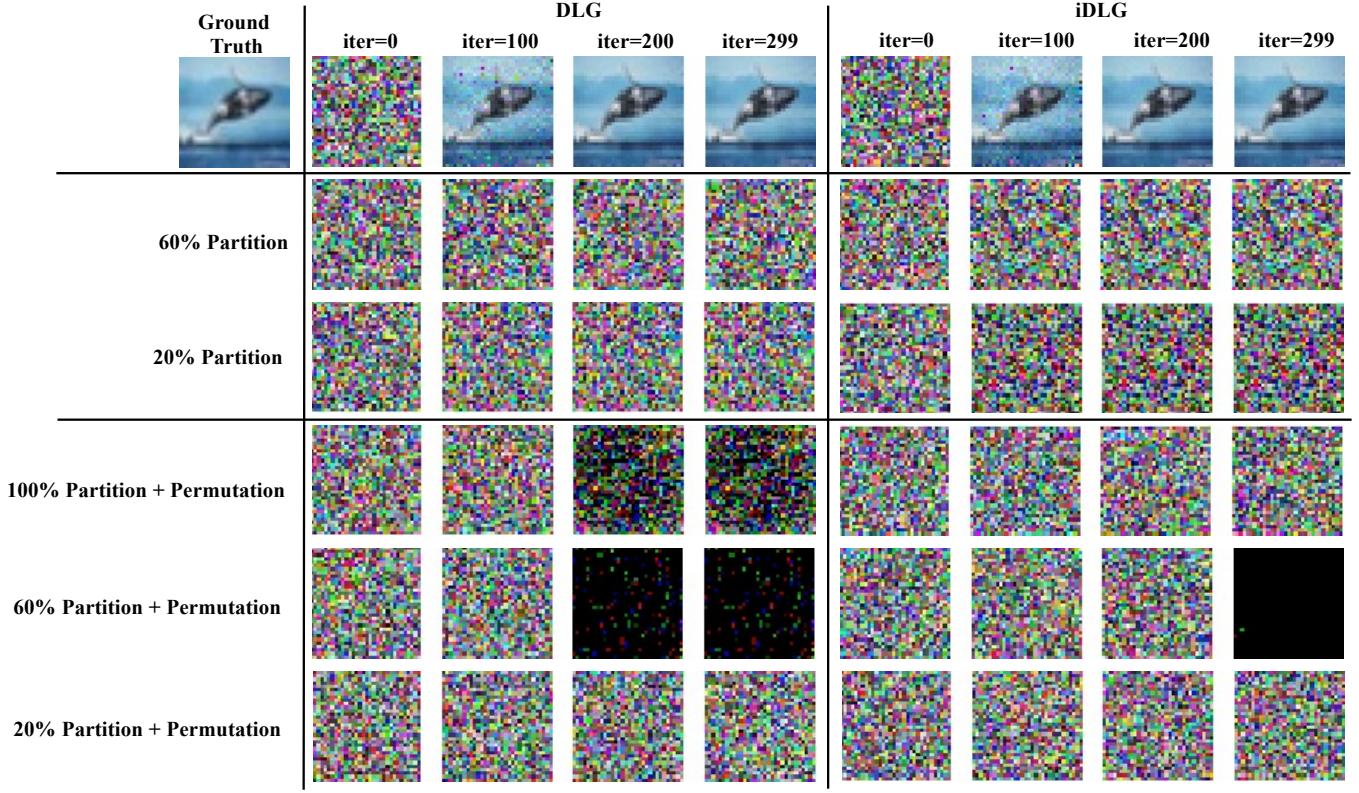 DLG
iDLG
Ground
Truth
iter=0
iter=100
iter=200
iter=299
iter=0
iter=100
iter=200
iter=299
60% Partition
20% Partition
100% Partition + Permutation
60% Partition + Permutation
20% Partition + Permutation